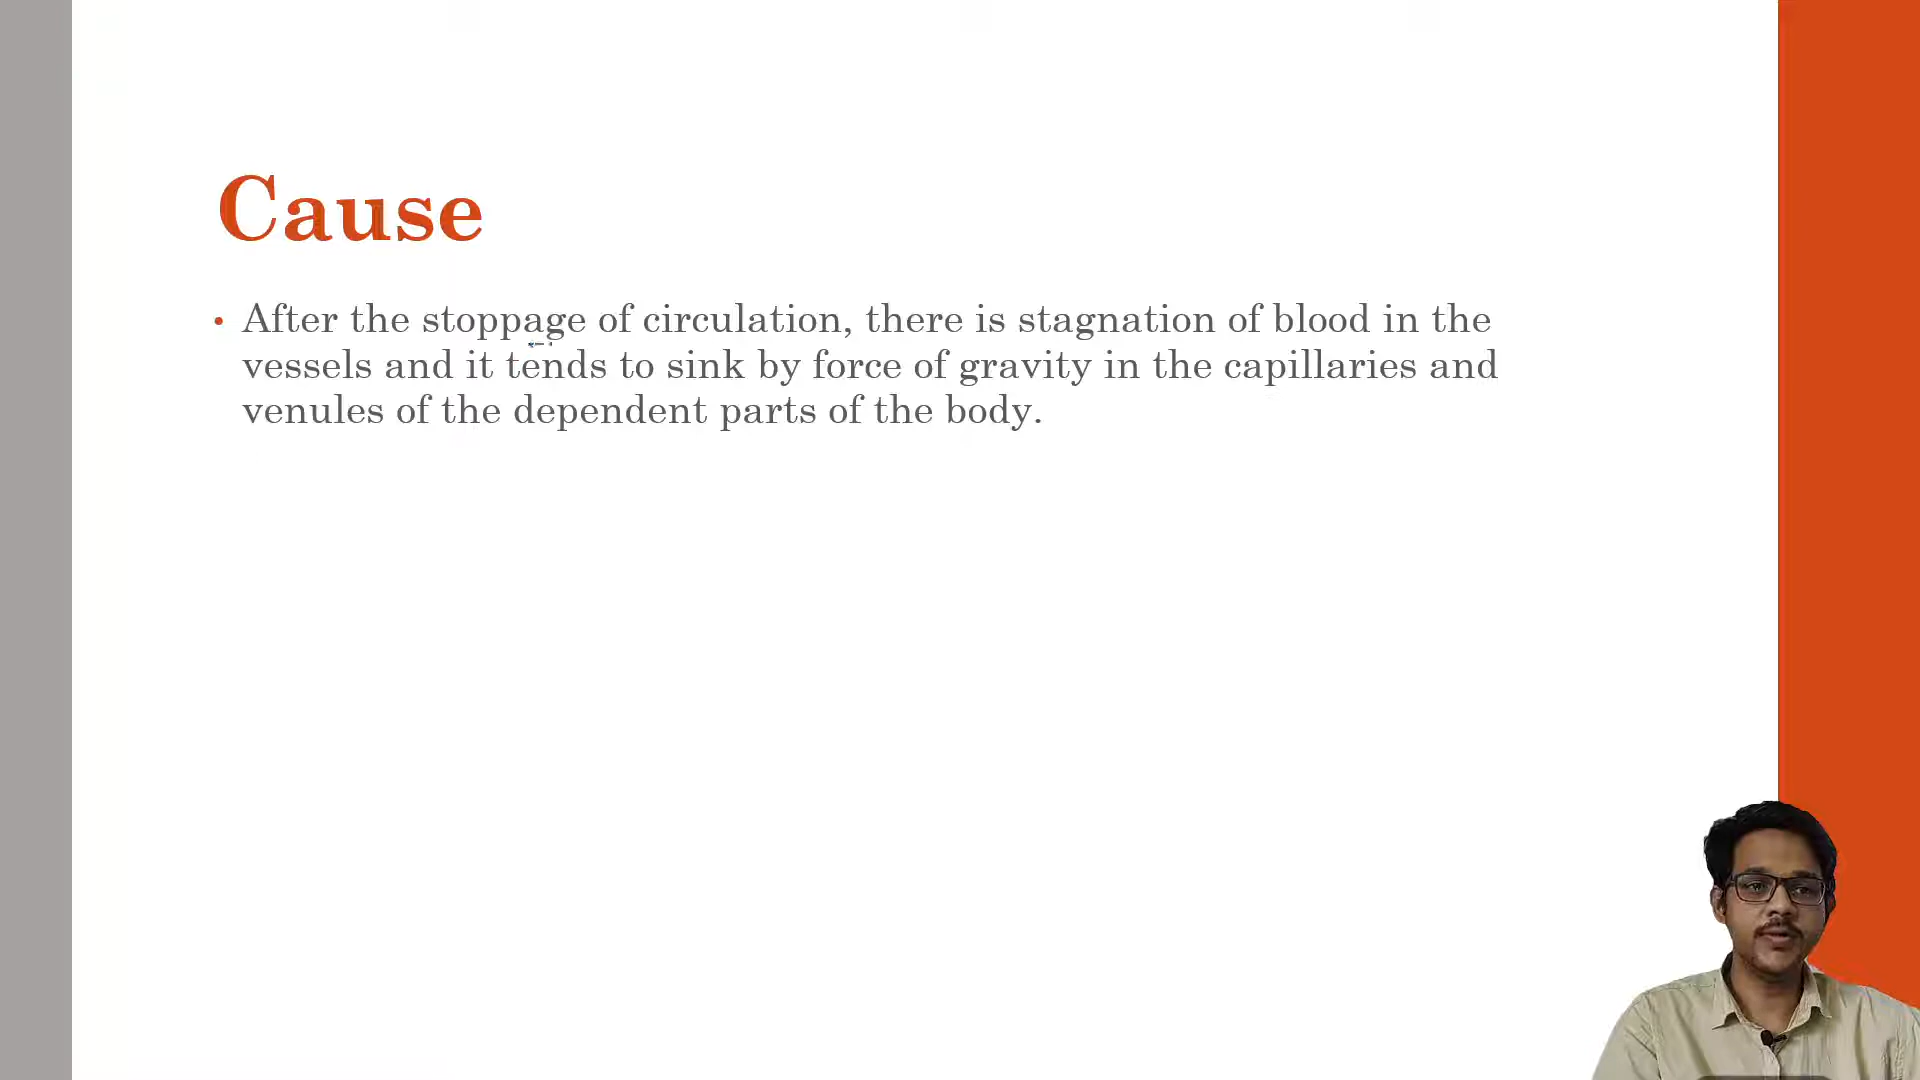 Cause
• After the stoppage of circulation, there is stagnation of blood in the
vessels and it tends to sink by force of gravity in the capillaries and
venules of the dependent parts of the body.